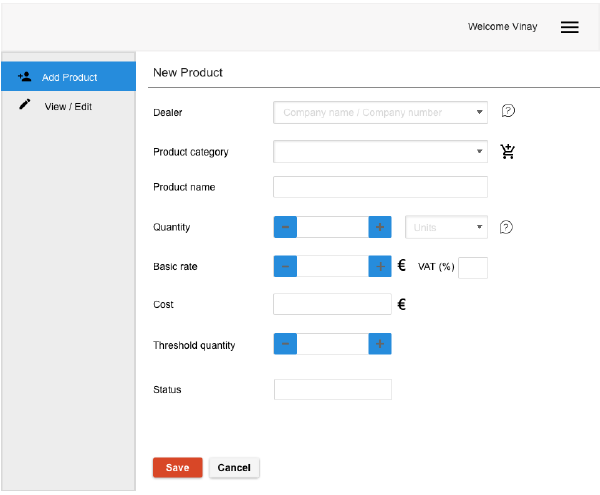 Welcome Vinay
Add Product
View / Edit
New Product
Dealer
Company name / Company number
Product category
Product name
Quantity
Units
Basic rate
€
VAT (%)
Cost
€
Threshold quantity
Status
Save
Cancel